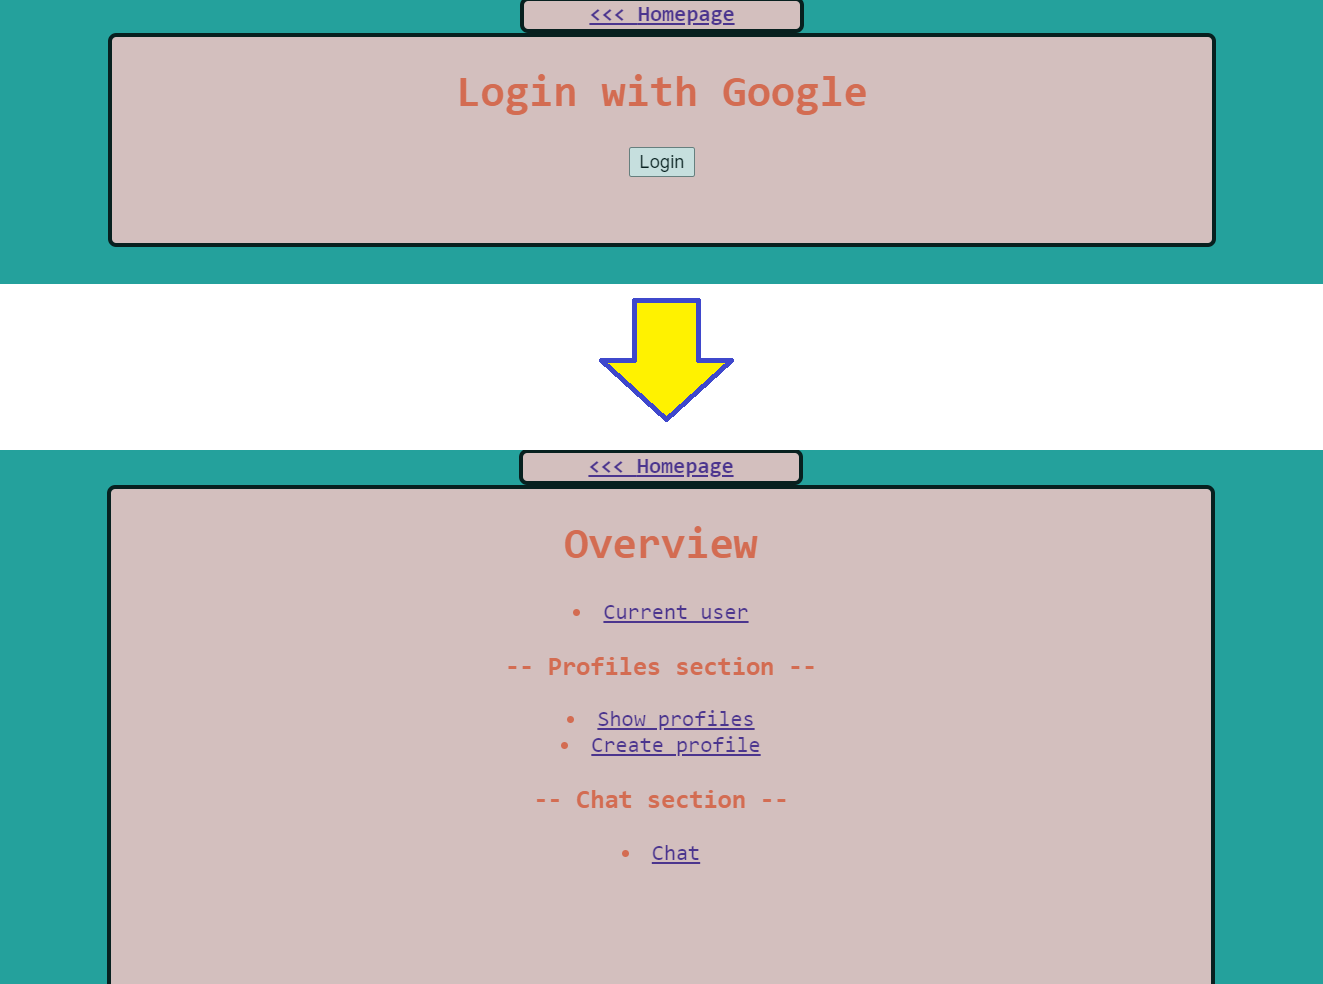 <<< Homepage
Login with Google
Login
<<< Homepage
Overview
• Current user
-- Profiles section --
• Show profiles
• Create profile
-- Chat section --
• Chat